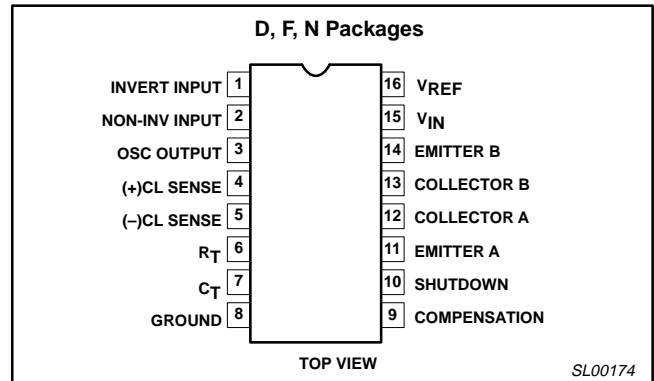 D, F, N Packages
INVERT INPUT 1 16 VREF
NON-INV INPUT 2 15 VIN
OSC OUTPUT 3 14 EMITTER B
(+)CL SENSE 4 13 COLLECTOR B
(–)CL SENSE 5 12 COLLECTOR A
RT 6 11 EMITTER A
CT 7 10 SHUTDOWN
GROUND 8 9 COMPENSATION
TOP VIEW
SL00174